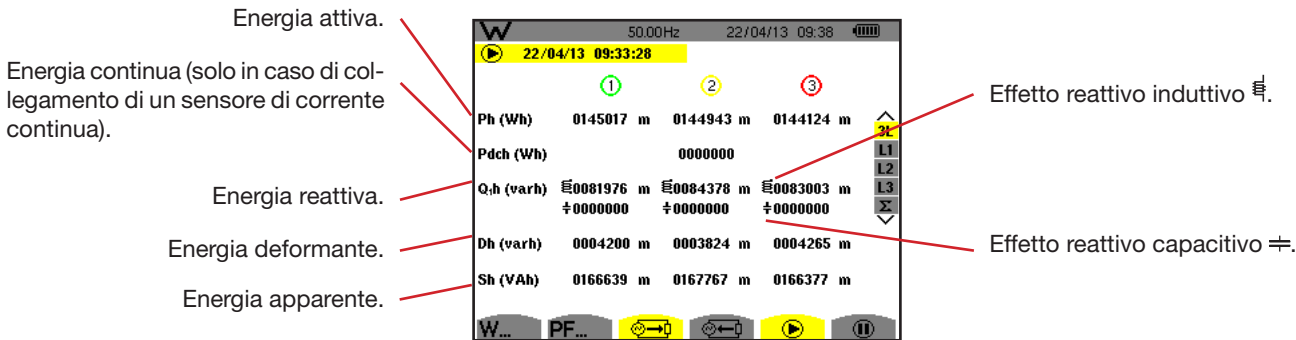 Energia attiva.
Energia continua (solo in caso di col-
legamento di un sensore di corrente
continua).
Energia reattiva.
Energia deformante.
Energia apparente.
W 50.00Hz 22/04/13 09:38
22/04/13 09:33:28
1 2 3
Ph (Wh) 0145017 m 0144943 m 0144124 m
Pdch (Wh) 0000000
Q₁h (varh) 0081976 m 0084378 m 0083003 m
0000000 0000000 0000000
Dh (varh) 0004200 m 0003824 m 0004265 m
Sh (VAh) 0166639 m 0167767 m 0166377 m
3L
L1
L2
L3
Σ
W... PF...
Effetto reattivo induttivo .
Effetto reattivo capacitivo .